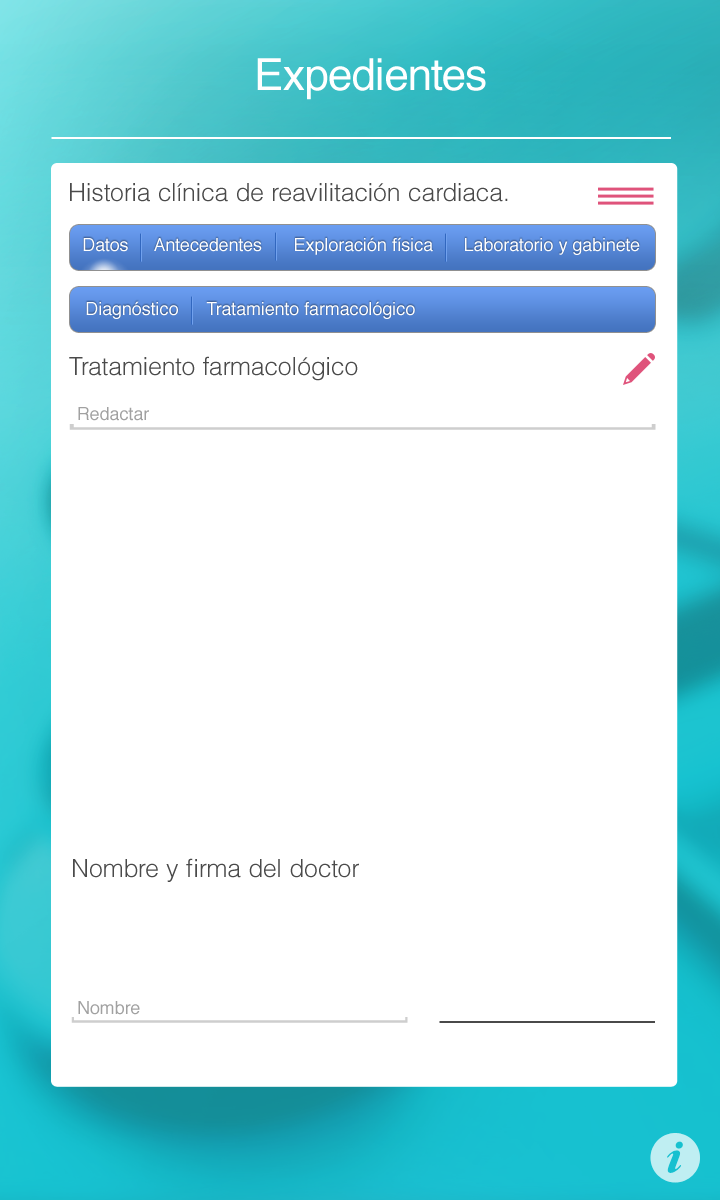 Expedientes
Historia clínica de reavilitación cardiaca.
Datos Antecedentes Exploración física Laboratorio y gabinete
Diagnóstico Tratamiento farmacológico
Tratamiento farmacológico
Redactar
Nombre y firma del doctor
Nombre
i